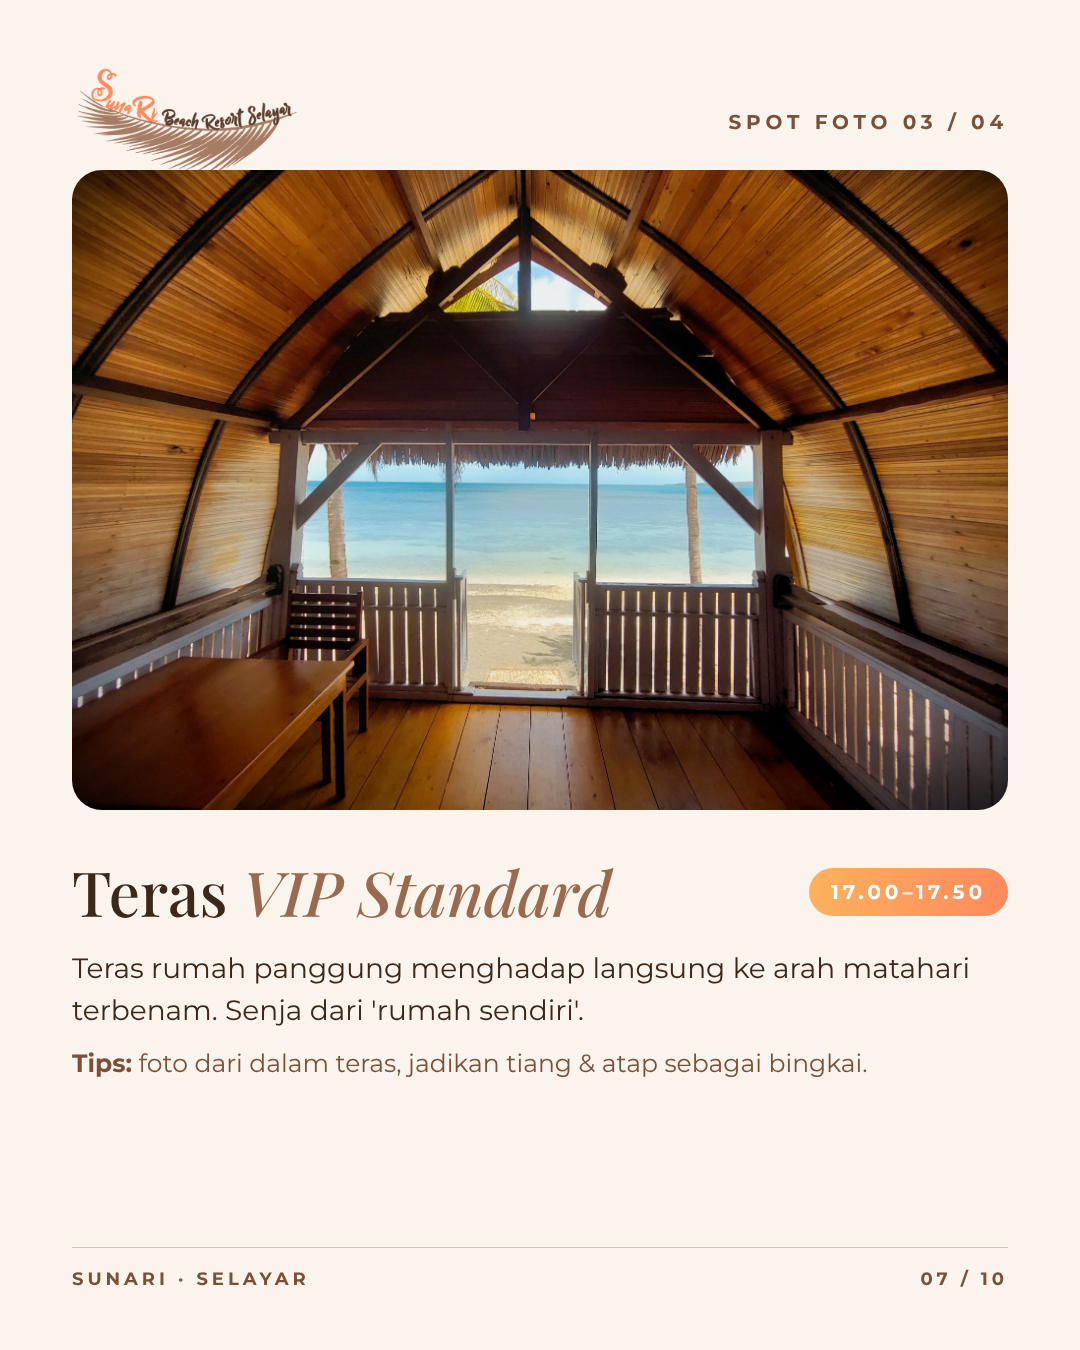 SunaRi Beach Resort Selayar
SPOT FOTO 03 / 04
Teras VIP Standard
17.00–17.50
Teras rumah panggung menghadap langsung ke arah matahari
terbenam. Senja dari 'rumah sendiri'.
Tips: foto dari dalam teras, jadikan tiang & atap sebagai bingkai.
SUNARI · SELAYAR
07 / 10